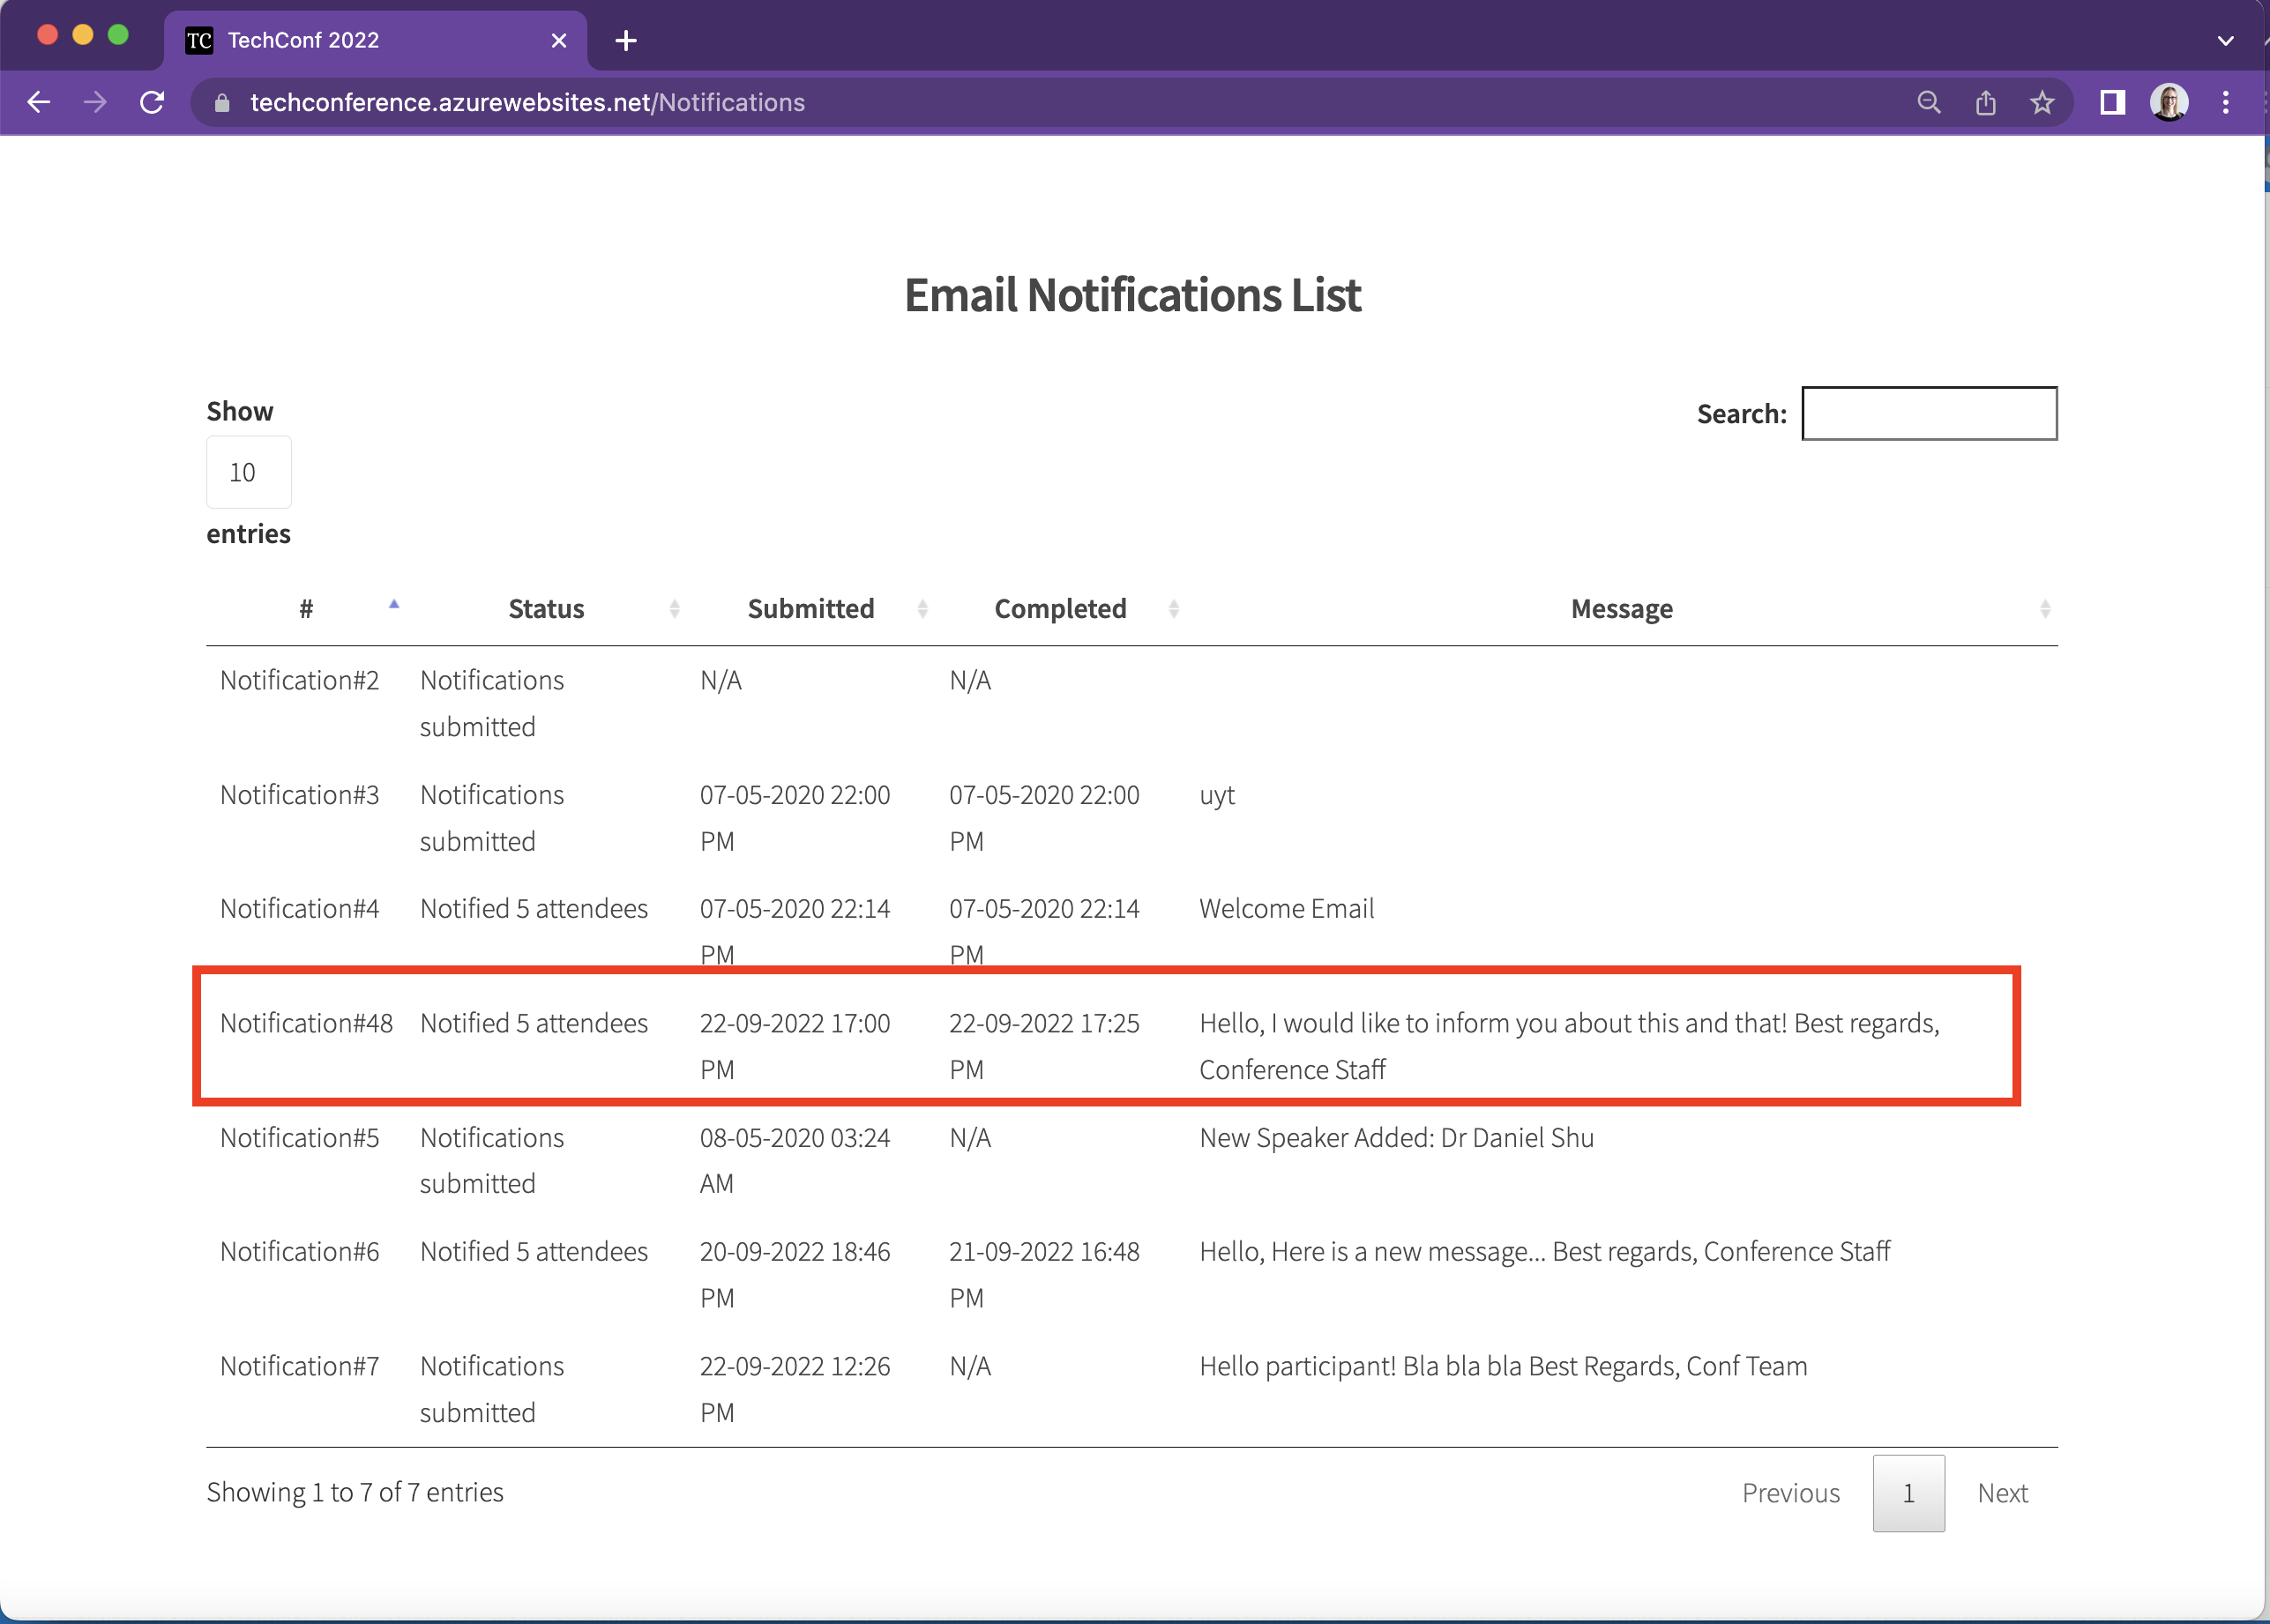 TC TechConf 2022
techconference.azurewebsites.net/Notifications
Email Notifications List
Show
Search:
10
entries
# Status Submitted Completed Message
Notification#2 Notifications N/A N/A
submitted
Notification#3 Notifications 07-05-2020 22:00 07-05-2020 22:00 uyt
submitted PM PM
Notification#4 Notified 5 attendees 07-05-2020 22:14 07-05-2020 22:14 Welcome Email
PM PM
Notification#48 Notified 5 attendees 22-09-2022 17:00 22-09-2022 17:25 Hello, I would like to inform you about this and that! Best regards,
PM PM Conference Staff
Notification#5 Notifications 08-05-2020 03:24 N/A New Speaker Added: Dr Daniel Shu
submitted AM
Notification#6 Notified 5 attendees 20-09-2022 18:46 21-09-2022 16:48 Hello, Here is a new message... Best regards, Conference Staff
PM PM
Notification#7 Notifications 22-09-2022 12:26 N/A Hello participant! Bla bla bla Best Regards, Conf Team
submitted PM
Showing 1 to 7 of 7 entries Previous 1 Next